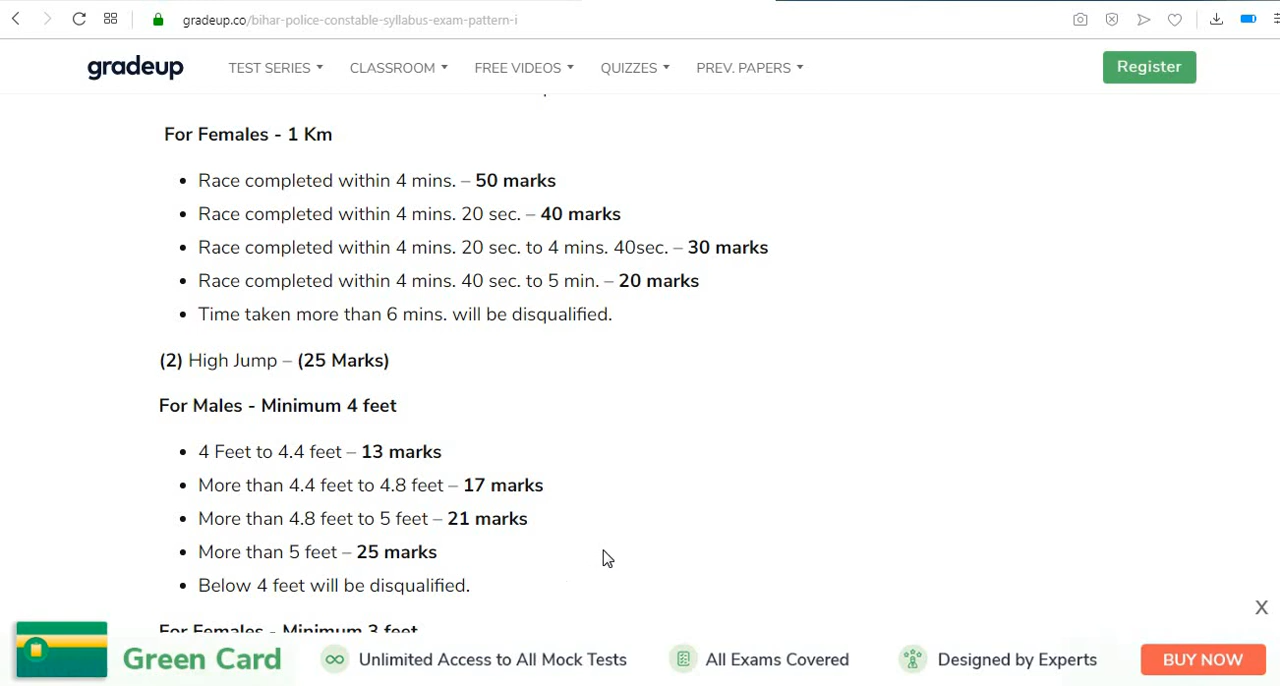 gradeup.co/bihar-police-constable-syllabus-exam-pattern-i
gradeup TEST SERIES CLASSROOM FREE VIDEOS QUIZZES PREV. PAPERS Register
For Females - 1 Km
• Race completed within 4 mins. – 50 marks
• Race completed within 4 mins. 20 sec. – 40 marks
• Race completed within 4 mins. 20 sec. to 4 mins. 40sec. – 30 marks
• Race completed within 4 mins. 40 sec. to 5 min. – 20 marks
• Time taken more than 6 mins. will be disqualified.
(2) High Jump – (25 Marks)
For Males - Minimum 4 feet
• 4 Feet to 4.4 feet – 13 marks
• More than 4.4 feet to 4.8 feet – 17 marks
• More than 4.8 feet to 5 feet – 21 marks
• More than 5 feet – 25 marks
• Below 4 feet will be disqualified.
For Females - Minimum 3 feet
X
Green Card Unlimited Access to All Mock Tests All Exams Covered Designed by Experts BUY NOW